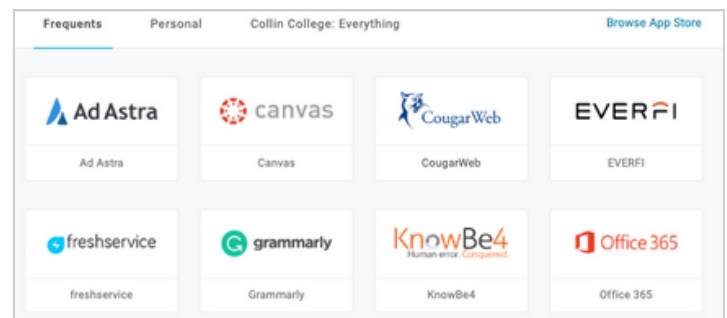 Frequents Personal Collin College: Everything Browse App Store
Ad Astra canvas CougarWeb EVERFI
Ad Astra Canvas CougarWeb EVERFI
freshservice grammarly KnowBe4 Office 365
Human error. Conquered.
freshservice Grammarly KnowBe4 Office 365